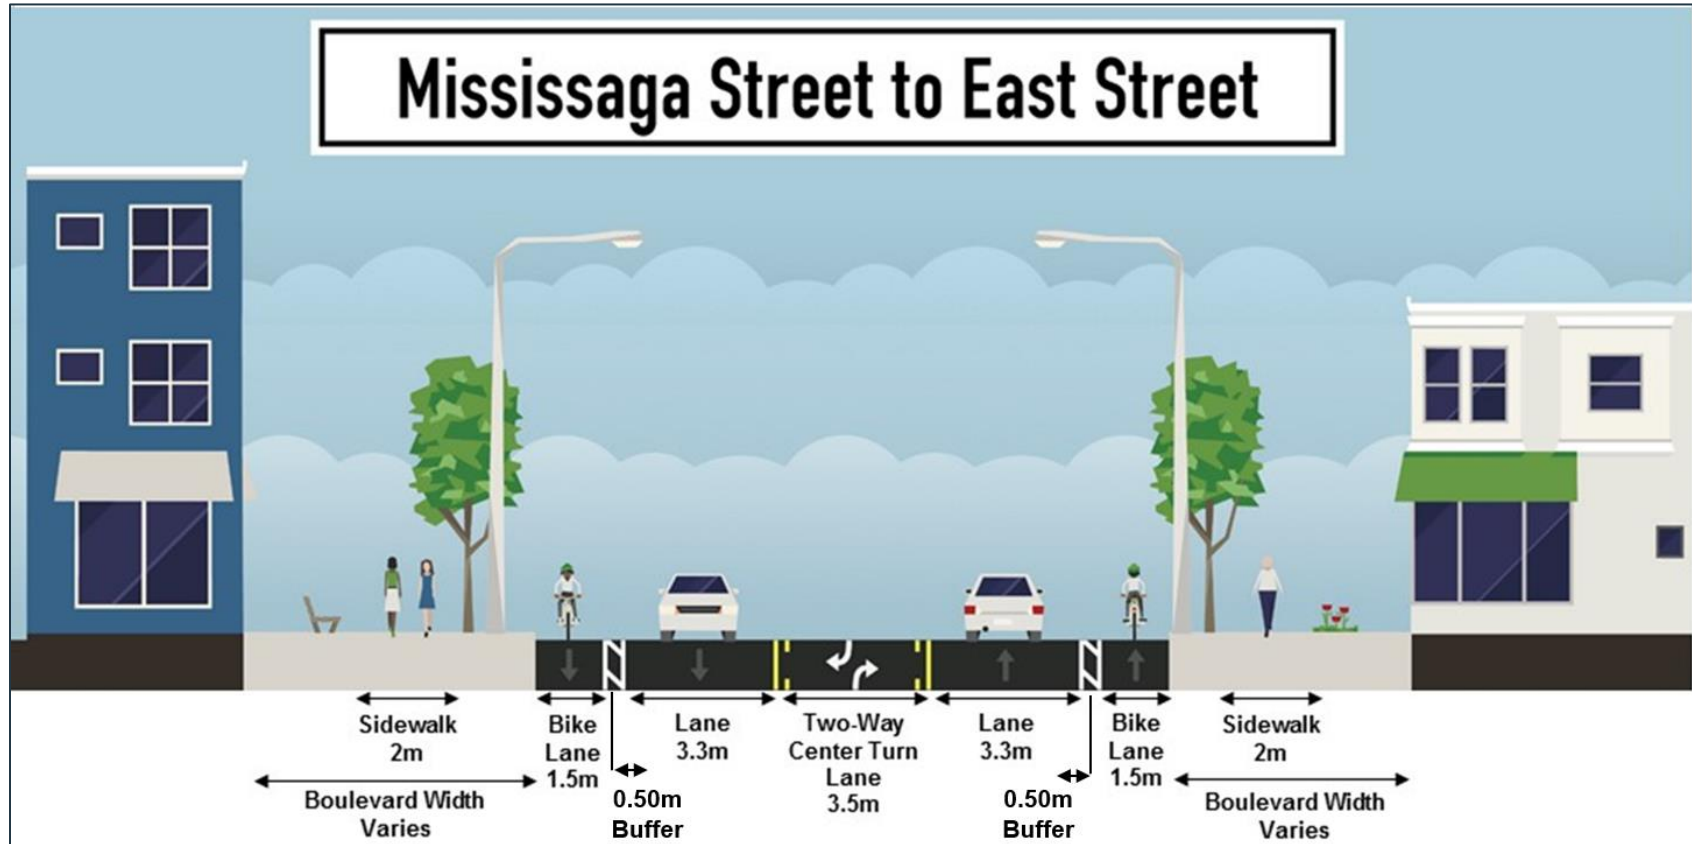 Mississaga Street to East Street
Sidewalk
2m
Boulevard Width
Varies
Bike
Lane
1.5m
0.50m
Buffer
Lane
3.3m
Two-Way
Center Turn
Lane
3.5m
Lane
3.3m
0.50m
Buffer
Bike
Lane
1.5m
Sidewalk
2m
Boulevard Width
Varies